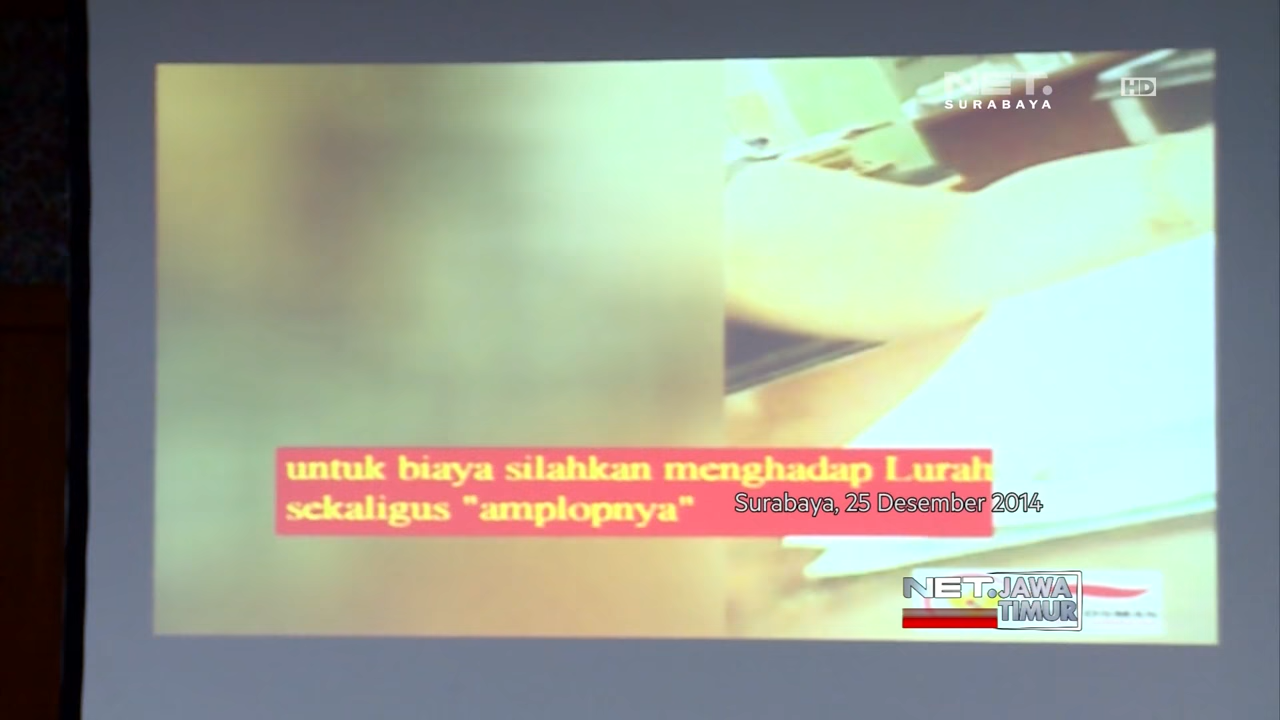 NET.
SURABAYA
HD
untuk biaya silahkan menghadap Lurah
sekaligus "amplopnya"
Surabaya, 25 Desember 2014
NET. JAWA
TIMUR